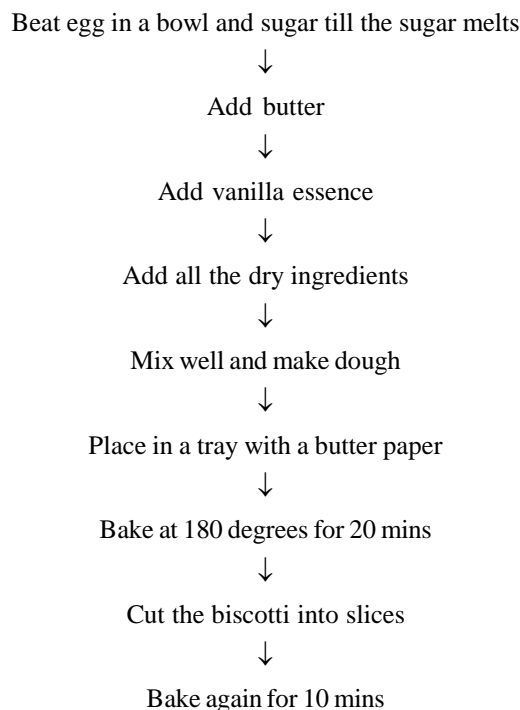 Beat egg in a bowl and sugar till the sugar melts
↓
Add butter
↓
Add vanilla essence
↓
Add all the dry ingredients
↓
Mix well and make dough
↓
Place in a tray with a butter paper
↓
Bake at 180 degrees for 20 mins
↓
Cut the biscotti into slices
↓
Bake again for 10 mins